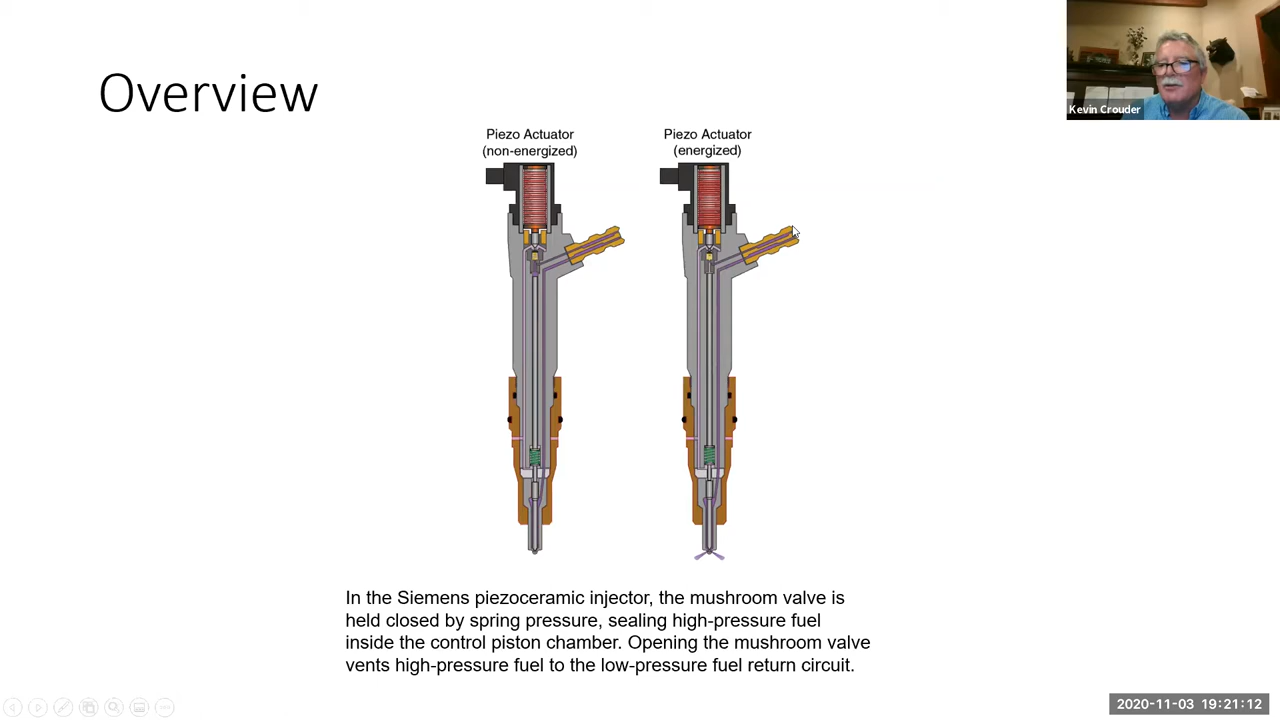 Overview
Kevin Crouder
Piezo Actuator
(non-energized)
Piezo Actuator
(energized)
In the Siemens piezoceramic injector, the mushroom valve is
held closed by spring pressure, sealing high-pressure fuel
inside the control piston chamber. Opening the mushroom valve
vents high-pressure fuel to the low-pressure fuel return circuit.
2020-11-03 19:21:12